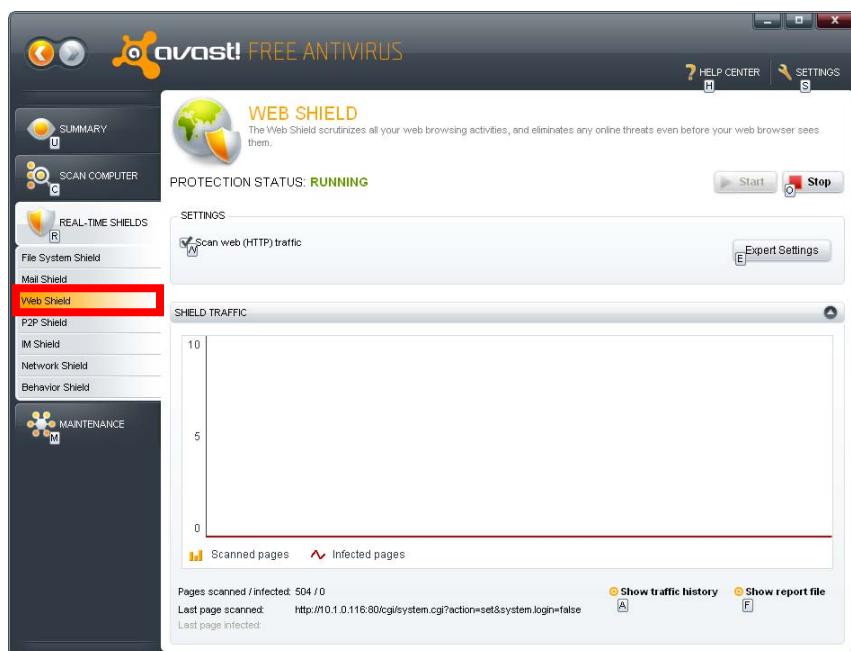 avast! FREE ANTIVIRUS
HELP CENTER
H
SETTINGS
S
SUMMARY
U
SCAN COMPUTER
C
REAL-TIME SHIELDS
R
File System Shield
Mail Shield
Web Shield
P2P Shield
IM Shield
Network Shield
Behavior Shield
MAINTENANCE
M
WEB SHIELD
The Web Shield scrutinizes all your web browsing activities, and eliminates any online threats even before your web browser sees
them.
PROTECTION STATUS: RUNNING
Start
Stop
O
SETTINGS
Scan web (HTTP) traffic
N
Expert Settings
E
SHIELD TRAFFIC
10
5
0
Scanned pages
Infected pages
Pages scanned / infected: 504 / 0
Last page scanned: http://10.1.0.116:80/cgi/system.cgi?action=set&system.login=false
Last page infected:
Show traffic history
A
Show report file
F